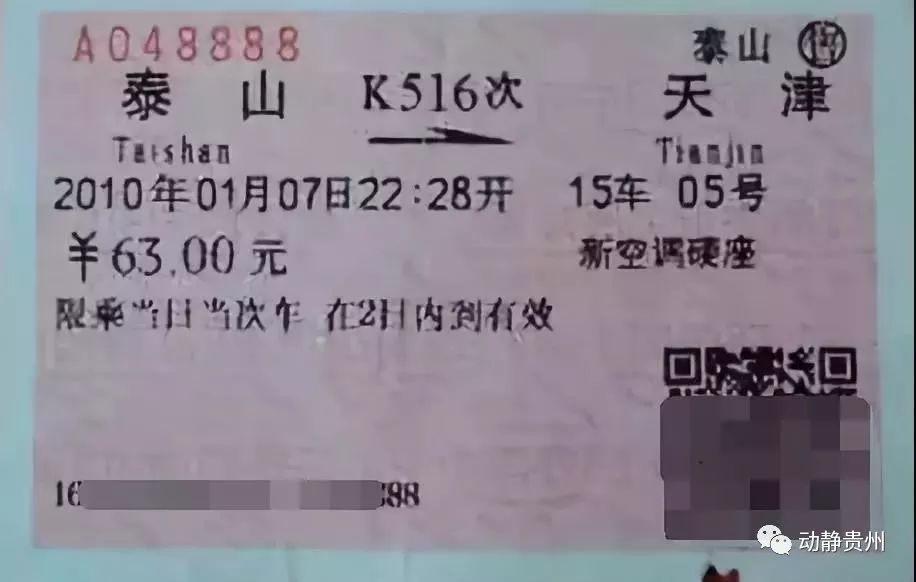 A048888
泰山 售
泰山 K516次 天津
Taishan Tianjin
2010年01月07日22:28开 15车 05号
¥63.00元 新空调硬座
限乘当日当次车 在2日内到有效
16 888
动静贵州